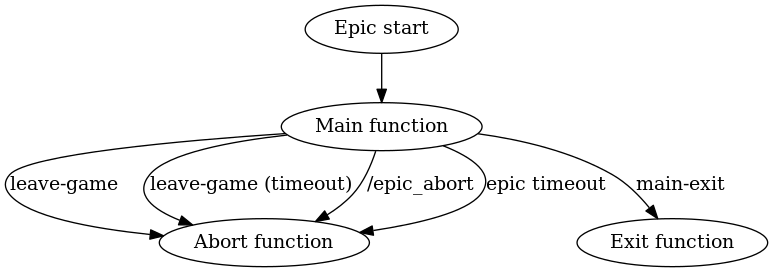 Epic start
Main function
leave-game
leave-game (timeout)
/epic_abort
epic timeout
main-exit
Abort function
Exit function